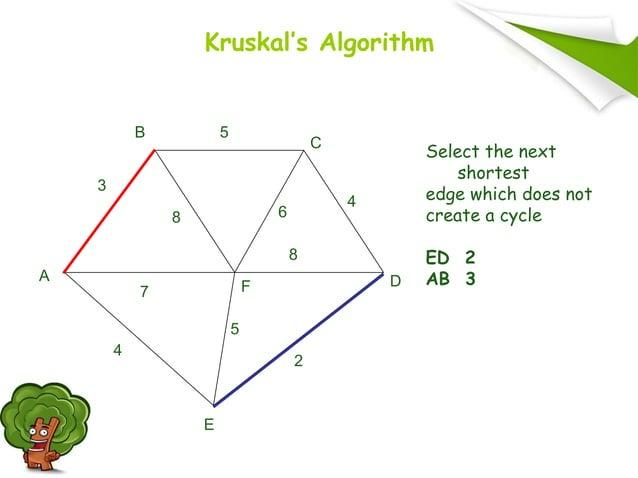 Kruskal's Algorithm
B
5
C
Select the next
shortest
edge which does not
create a cycle
3
4
8
6
8
ED 2
AB 3
A
7
F
D
5
4
2
E